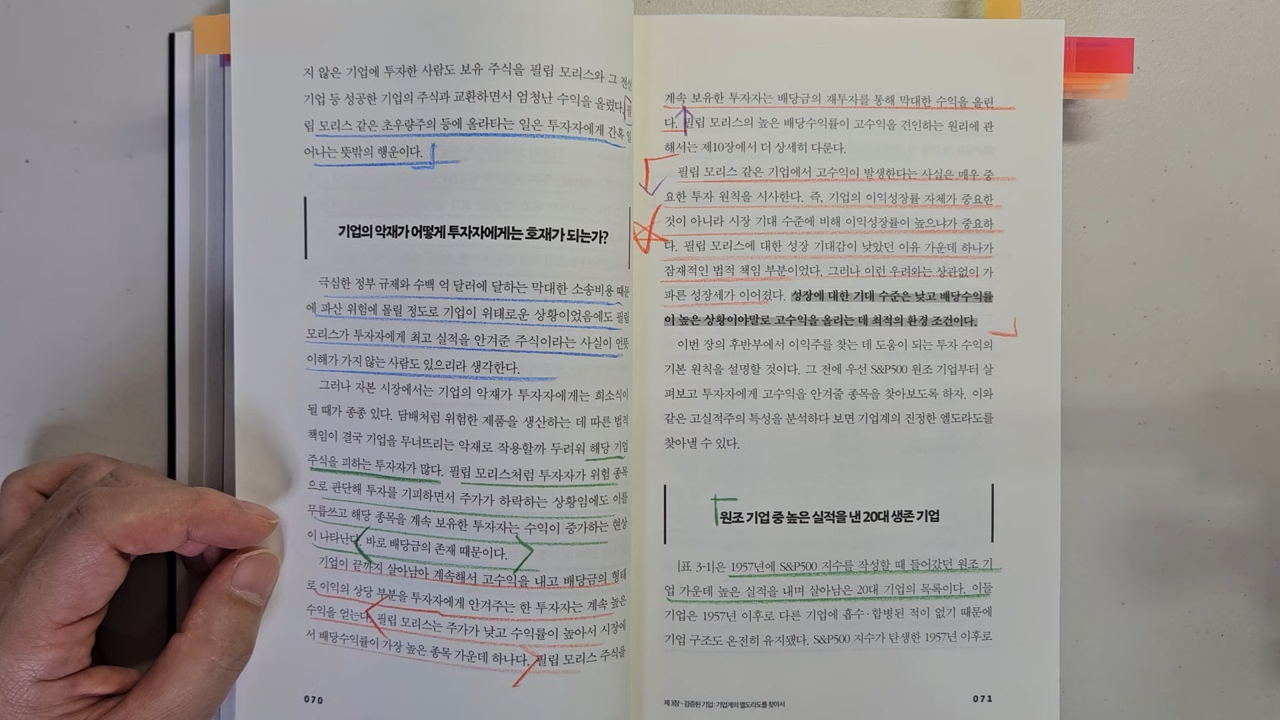 지 않은 기업에 투자한 사람도 보유 주식을 필립 모리스와 그 전신
기업 등 성공한 기업의 주식과 교환하면서 엄청난 수익을 올렸다.
립 모리스 같은 초우량주의 등에 올라타는 일은 투자자에게 간혹 일
어나는 뜻밖의 행운이다.
기업의 악재가 어떻게 투자자에게는 호재가 되는가?
극심한 정부 규제와 수백 억 달러에 달하는 막대한 소송비용 때문
에 파산 위험에 몰릴 정도로 기업이 위태로운 상황이었음에도 필립
모리스가 투자자에게 최고 실적을 안겨준 주식이라는 사실이 언뜻
이해가 가지 않는 사람도 있으리라 생각한다.
그러나 자본 시장에서는 기업의 악재가 투자자에게는 희소식이
될 때가 종종 있다. 담배처럼 위험한 제품을 생산하는 데 따른 법적
책임이 결국 기업을 무너뜨리는 악재로 작용할까 두려워 해당 기업
주식을 피하는 투자자가 많다. 필립 모리스처럼 투자자가 위험 종목
으로 판단해 투자를 기피하면서 주가가 하락하는 상황임에도 이를
무릅쓰고 해당 종목을 계속 보유한 투자자는 수익이 증가하는 현상
이 나타난다. 바로 배당금의 존재 때문이다.
기업이 끝까지 살아남아 계속해서 고수익을 내고 배당금의 형태
로 이익의 상당 부분을 투자자에게 안겨주는 한 투자자는 계속 높은
수익을 얻는다. 필립 모리스는 주가가 낮고 수익률이 높아서 시장에
서 배당수익률이 가장 높은 종목 가운데 하나다. 필립 모리스 주식을
070
계속 보유한 투자자는 배당금의 재투자를 통해 막대한 수익을 올린
다. 필립 모리스의 높은 배당수익률이 고수익을 견인하는 원리에 관
해서는 제10장에서 더 상세히 다룬다.
필립 모리스 같은 기업에서 고수익이 발생한다는 사실은 매우 중
요한 투자 원칙을 시사한다. 즉, 기업의 이익성장률 자체가 중요한
것이 아니라 시장 기대 수준에 비해 이익성장률이 높으냐가 중요하
다. 필립 모리스에 대한 성장 기대감이 낮았던 이유 가운데 하나가
잠재적인 법적 책임 부분이었다. 그러나 이런 우려와는 상관없이 가
파른 성장세가 이어졌다. 성장에 대한 기대 수준은 낮고 배당수익률
이 높은 상황이야말로 고수익을 올리는 데 최적의 환경 조건이다.
이번 장의 후반부에서 이익주를 찾는 데 도움이 되는 투자 수익의
기본 원칙을 설명할 것이다. 그 전에 우선 S&P500 원조 기업부터 살
펴보고 투자자에게 고수익을 안겨줄 종목을 찾아보도록 하자. 이와
같은 고실적주의 특성을 분석하다 보면 기업계의 진정한 엘도라도를
찾아낼 수 있다.
원조 기업 중 높은 실적을 낸 20대 생존 기업
[표 3-1]은 1957년에 S&P500 지수를 작성할 때 들어갔던 원조 기
업 가운데 높은 실적을 내며 살아남은 20대 기업의 목록이다. 이들
기업은 1957년 이후로 다른 기업에 흡수·합병된 적이 없기 때문에
기업 구조도 온전히 유지됐다. S&P500 지수가 탄생한 1957년 이후로
제 3장 - 검증된 기업: 기업계의 엘도라도를 찾아서
071